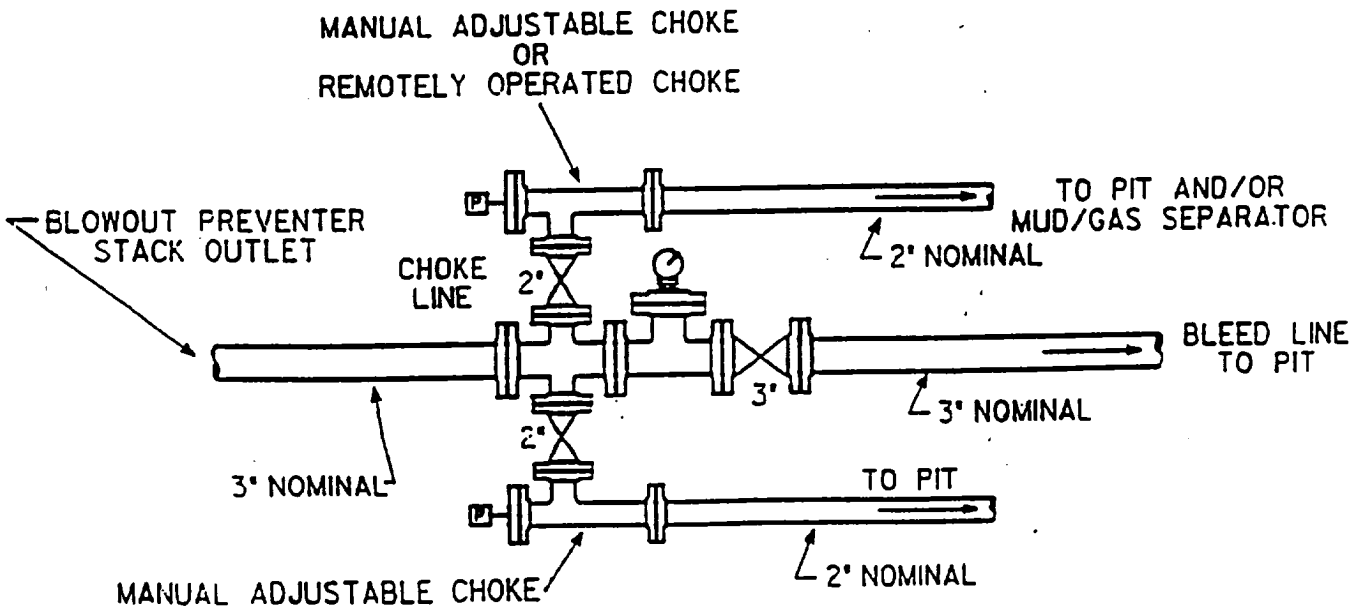 MANUAL ADJUSTABLE CHOKE
OR
REMOTELY OPERATED CHOKE
P
TO PIT AND/OR
MUD/GAS SEPARATOR
BLOWOUT PREVENTER
STACK OUTLET
2" NOMINAL
CHOKE
LINE
2"
BLEED LINE
TO PIT
3"
3" NOMINAL
2"
3" NOMINAL
TO PIT
P
2" NOMINAL
MANUAL ADJUSTABLE CHOKE